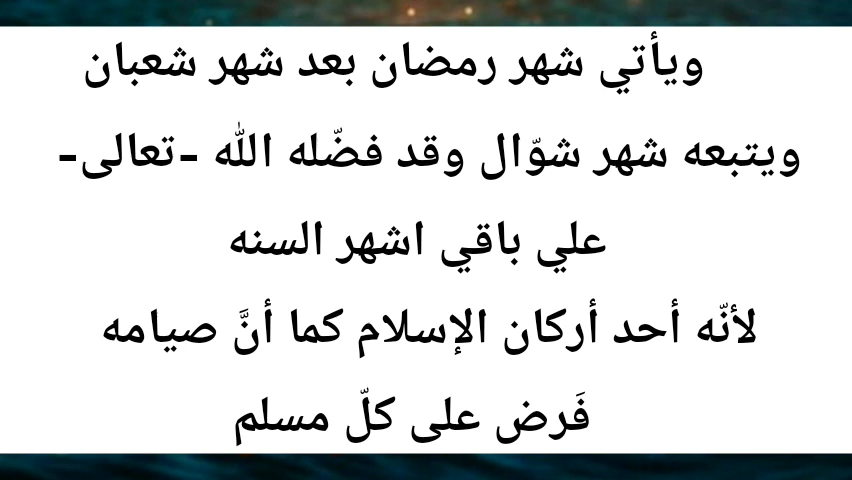 ويأتي شهر رمضان بعد شهر شعبان
ويتبعه شهر شوّال وقد فضّله الله -تعالى-
علي باقي اشهر السنه
لأنّه أحد أركان الإسلام كما أنَّ صيامه
فَرض على كلّ مسلم